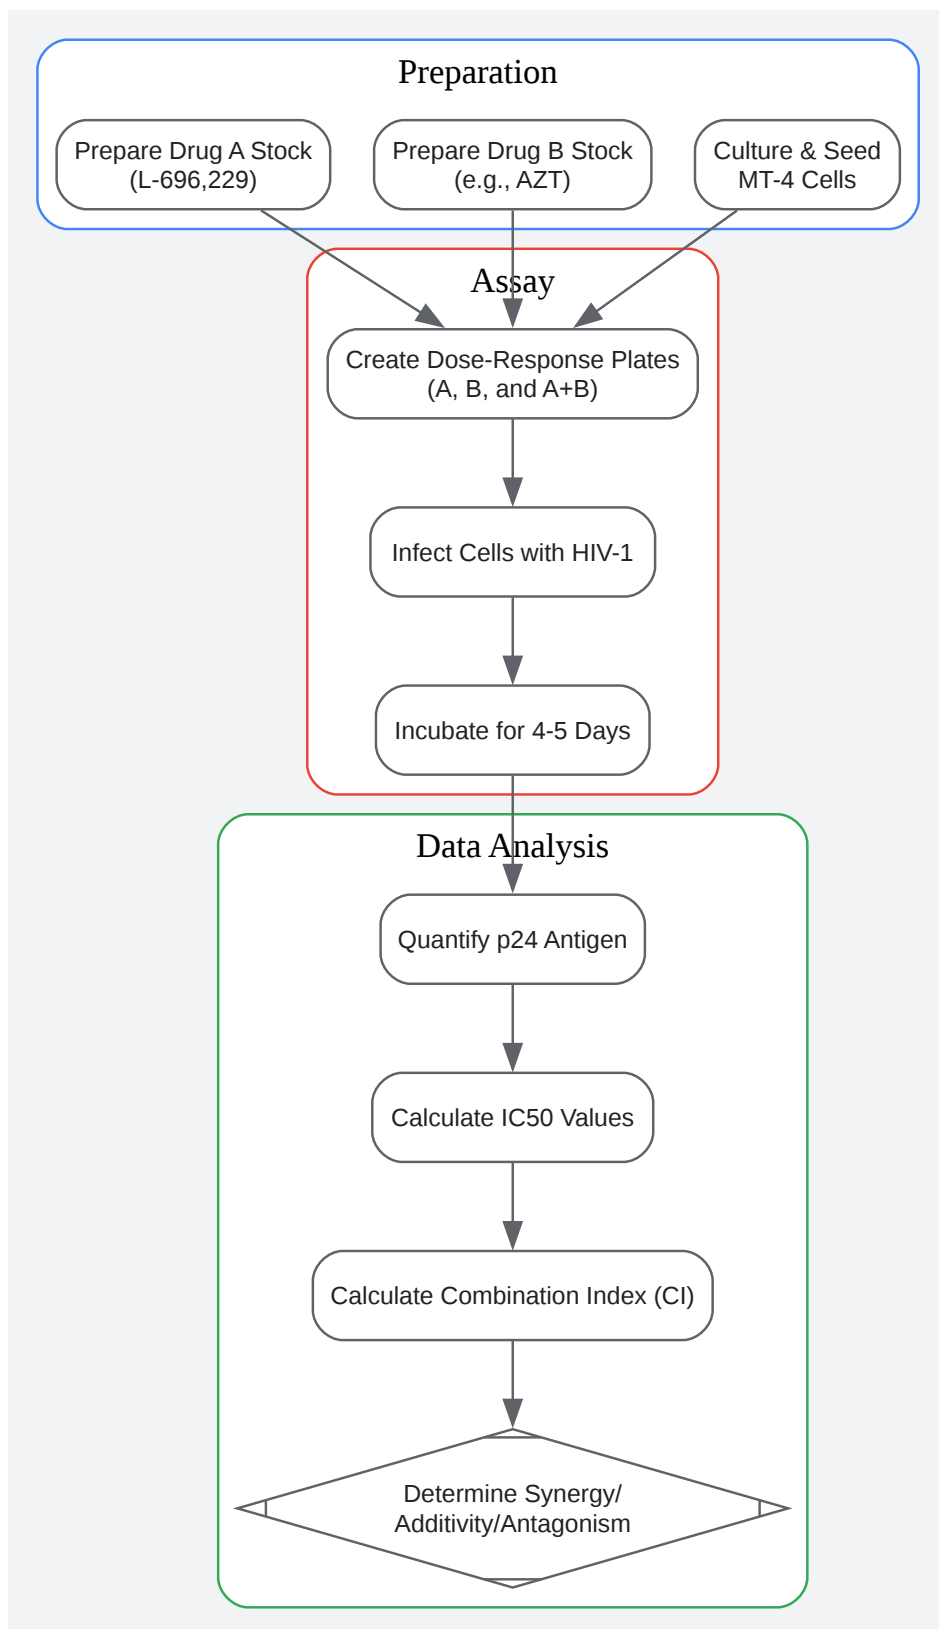 Preparation
Prepare Drug A Stock
(L-696,229)
Prepare Drug B Stock
(e.g., AZT)
Culture & Seed
MT-4 Cells
Assay
Create Dose-Response Plates
(A, B, and A+B)
Infect Cells with HIV-1
Incubate for 4-5 Days
Data Analysis
Quantify p24 Antigen
Calculate IC50 Values
Calculate Combination Index (CI)
Determine Synergy/
Additivity/Antagonism